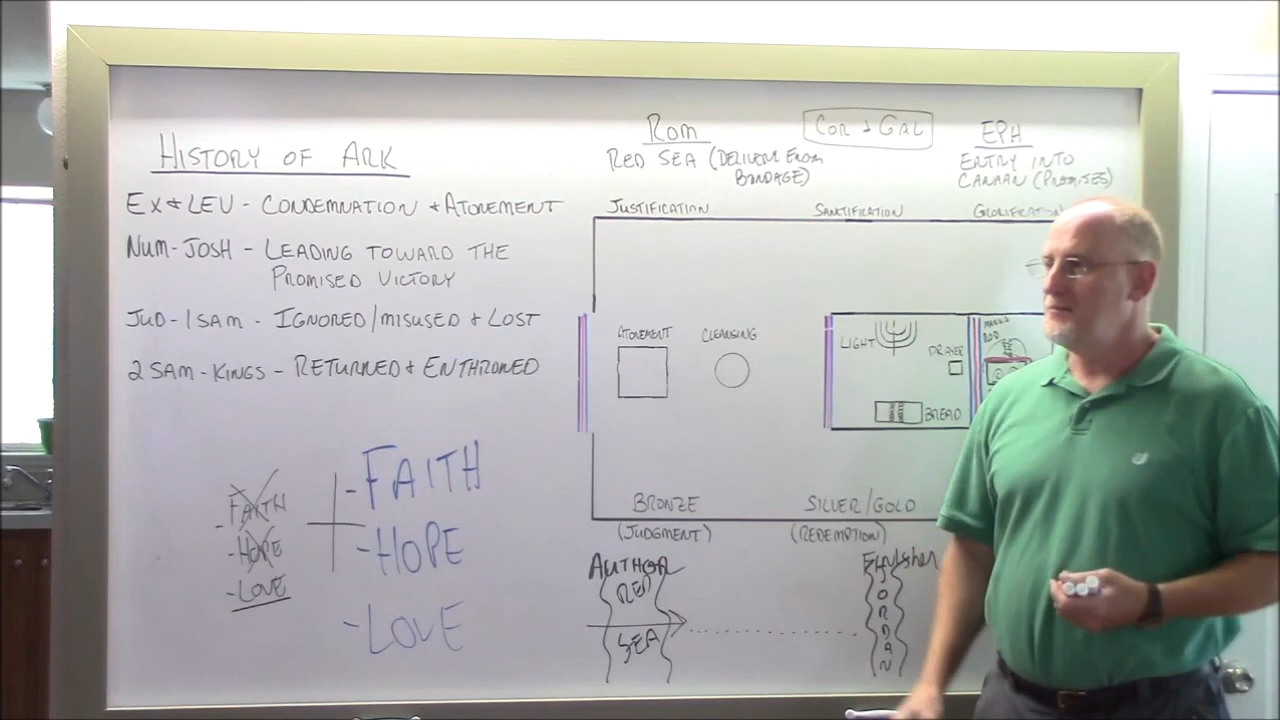 HISTORY OF ARK
EX & LEV - CONDEMNATION & ATONEMENT
NUM-JOSH - LEADING TOWARD THE
PROMISED VICTORY
JUD-1SAM - IGNORED/MISUSED & LOST
2 SAM-KINGS - RETURNED & ENTHRONED
- FAITH
- HOPE
- LOVE
- FAITH
- HOPE
- LOVE
ROM
RED SEA (DELIVER FROM
BONDAGE)
COR & GAL
EPH
ENTRY INTO
CANAAN (PROMISES)
JUSTIFICATION
SANCTIFICATION
GLORIFICATION
ATONEMENT
CLEANSING
LIGHT
PRAYER
BREAD
MANNA
ROD
BRONZE
(JUDGMENT)
SILVER/GOLD
(REDEMPTION)
AUTHOR
RED
SEA
FINISHER
JORDAN